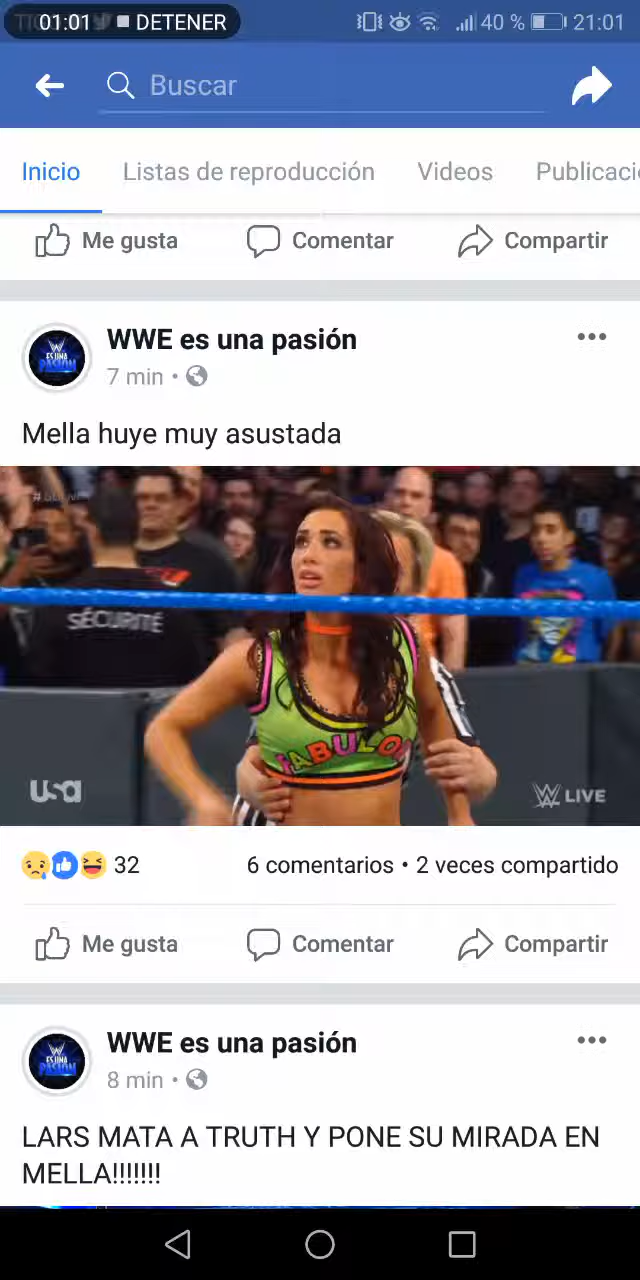 01:01 DETENER 40 % 21:01
Buscar
Inicio Listas de reproducción Videos Publicaci
Me gusta Comentar Compartir
WWE es una pasión
7 min
Mella huye muy asustada
SÉCURITÉ
FABULO
USA
W LIVE
32 6 comentarios • 2 veces compartido
Me gusta Comentar Compartir
WWE es una pasión
8 min
LARS MATA A TRUTH Y PONE SU MIRADA EN
MELLA!!!!!!!